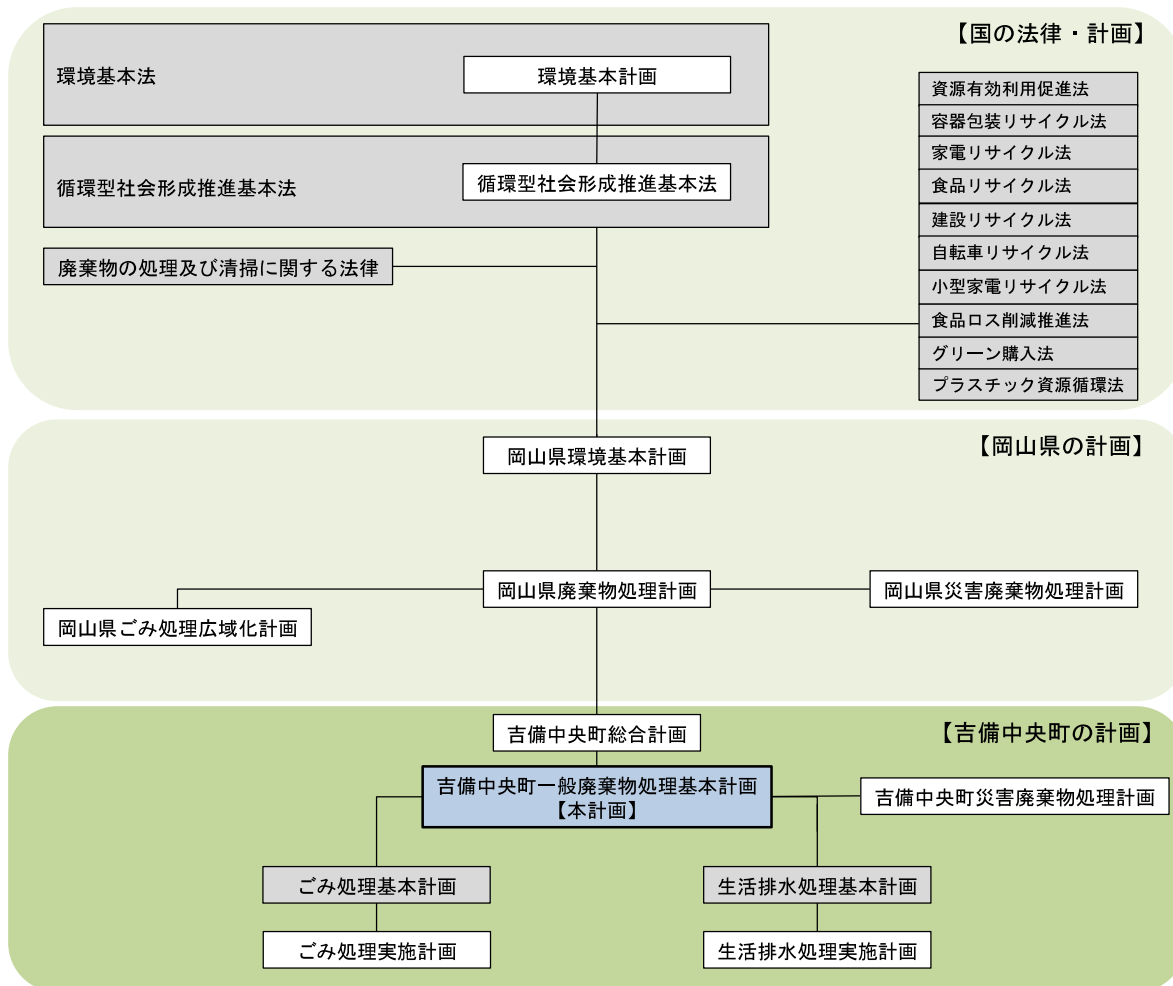 【国の法律・計画】
環境基本法
環境基本計画
循環型社会形成推進基本法
循環型社会形成推進基本法
廃棄物の処理及び清掃に関する法律
資源有効利用促進法
容器包装リサイクル法
家電リサイクル法
食品リサイクル法
建設リサイクル法
自転車リサイクル法
小型家電リサイクル法
食品ロス削減推進法
グリーン購入法
プラスチック資源循環法
【岡山県の計画】
岡山県環境基本計画
岡山県廃棄物処理計画
岡山県災害廃棄物処理計画
岡山県ごみ処理広域化計画
【吉備中央町の計画】
吉備中央町総合計画
吉備中央町一般廃棄物処理基本計画
【本計画】
吉備中央町災害廃棄物処理計画
ごみ処理基本計画
生活排水処理基本計画
ごみ処理実施計画
生活排水処理実施計画